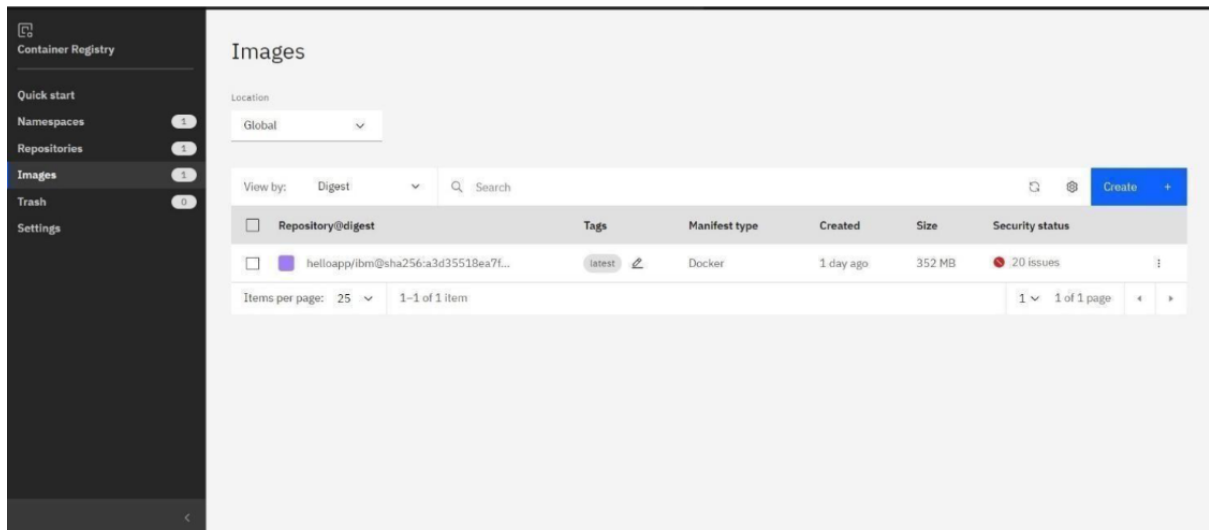 Container Registry
Quick start
Namespaces 1
Repositories 1
Images 1
Trash 0
Settings
Images
Location
Global
View by: Digest Search Create +
Repository@digest Tags Manifest type Created Size Security status
helloapp/ibm@sha256:a3d35518ea7f... latest Docker 1 day ago 352 MB 20 issues
Items per page: 25 1–1 of 1 item 1 1 of 1 page